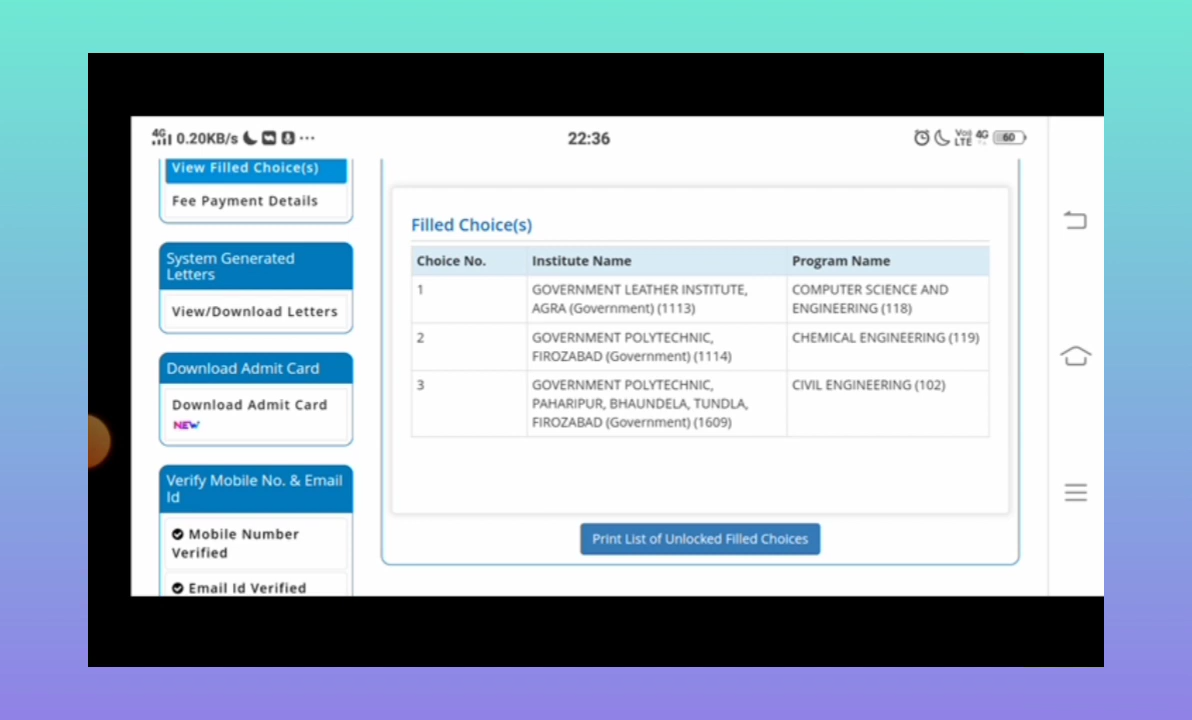 4G 0.20KB/s ...
22:36
Voi LTE 4G 60
View Filled Choice(s)
Fee Payment Details
System Generated
Letters
View/Download Letters
Download Admit Card
Download Admit Card
NEW
Verify Mobile No. & Email
Id
Mobile Number
Verified
Email Id Verified
Filled Choice(s)
Choice No. Institute Name Program Name
1 GOVERNMENT LEATHER INSTITUTE, COMPUTER SCIENCE AND
AGRA (Government) (1113) ENGINEERING (118)
2 GOVERNMENT POLYTECHNIC, CHEMICAL ENGINEERING (119)
FIROZABAD (Government) (1114)
3 GOVERNMENT POLYTECHNIC, CIVIL ENGINEERING (102)
PAHARIPUR, BHAUNDELA, TUNDLA,
FIROZABAD (Government) (1609)
Print List of Unlocked Filled Choices